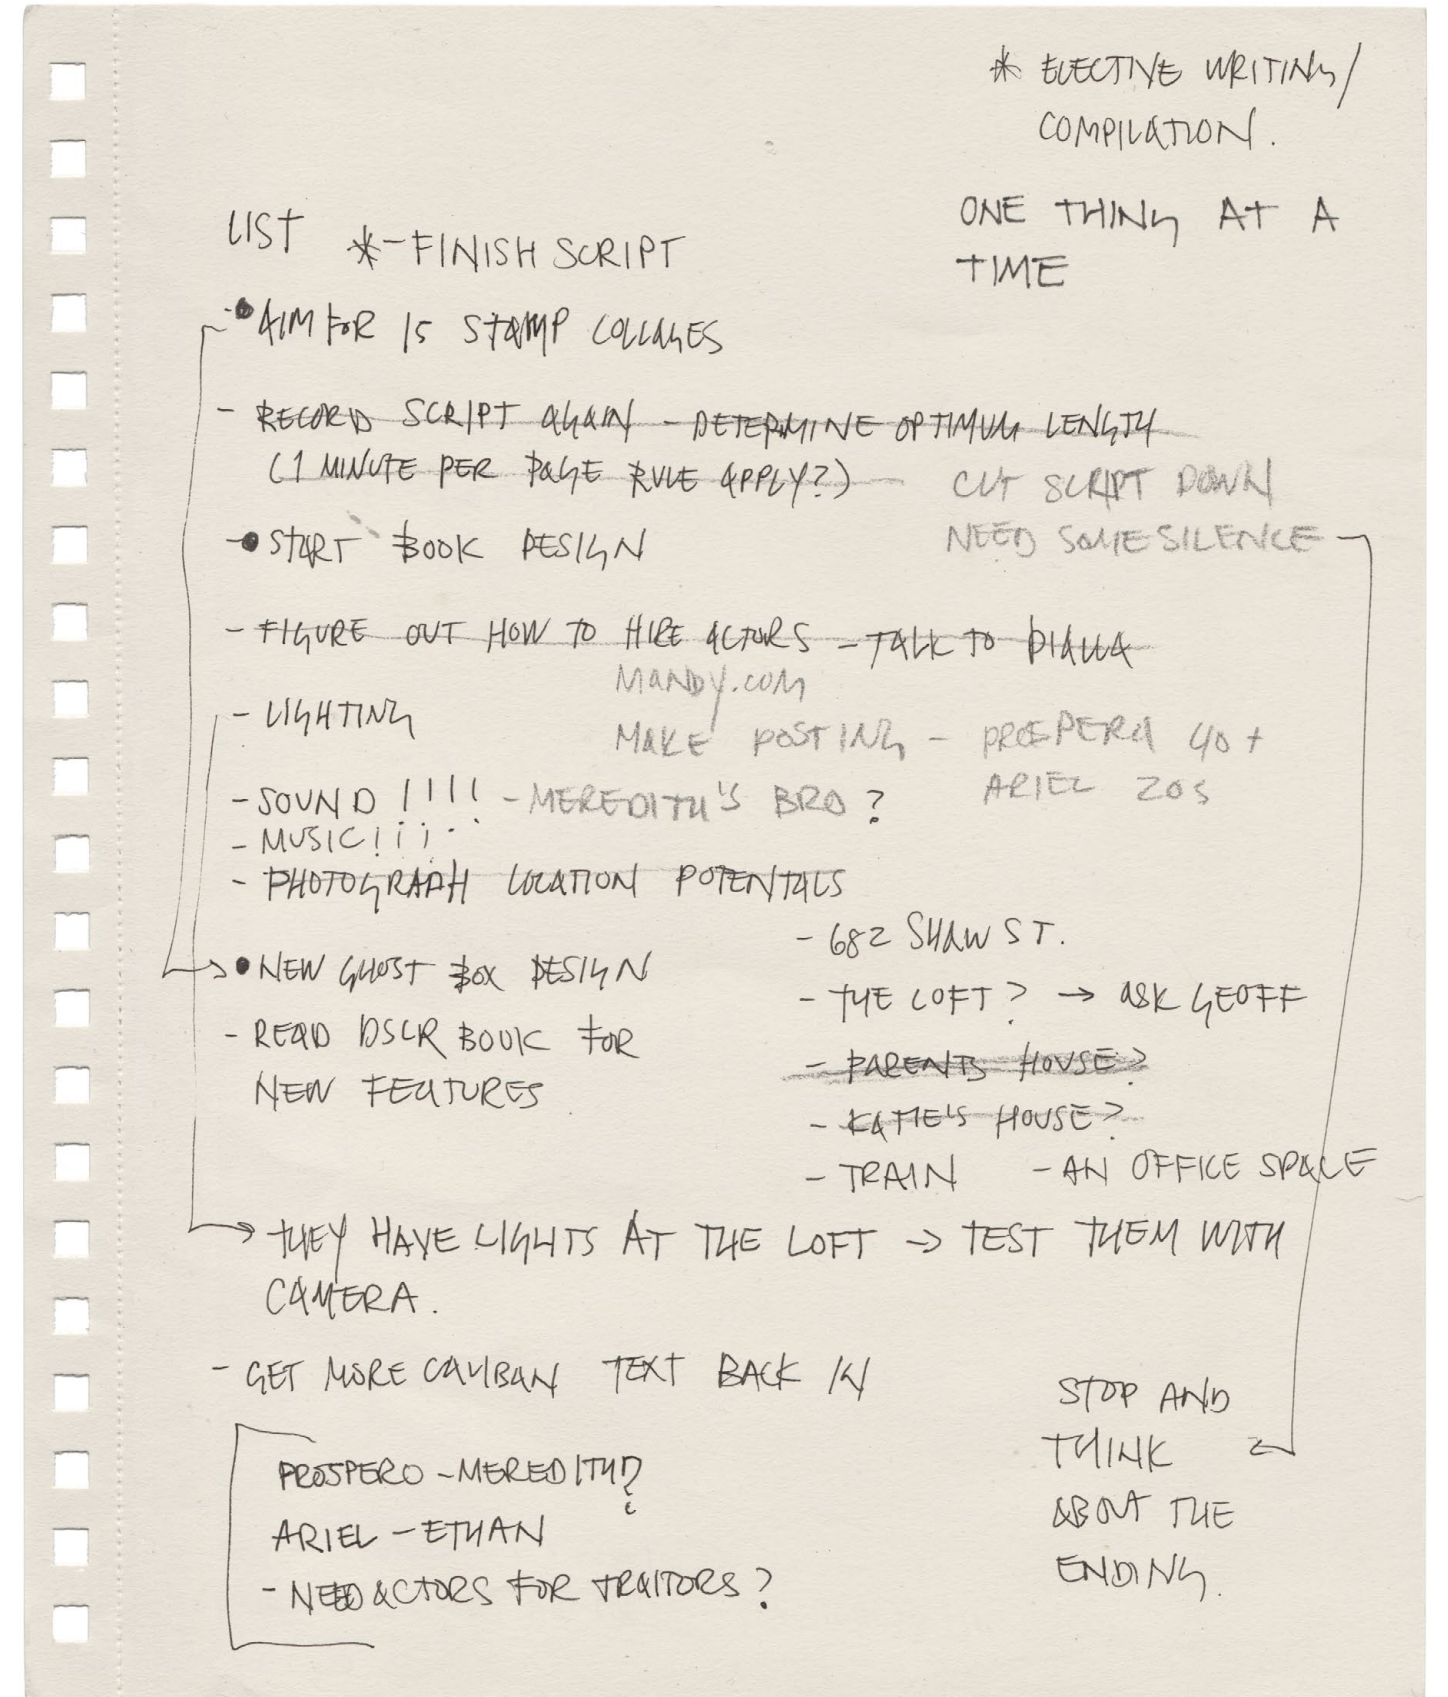 * ELECTIVE WRITING/
COMPILATION.
ONE THING AT A
TIME
LIST *-FINISH SCRIPT
-• AIM FOR 15 STAMP COLLAGES
- RECORD SCRIPT AGAIN - DETERMINE OPTIMUM LENGTH
(1 MINUTE PER PAGE RULE APPLY?)
CUT SCRIPT DOWN
NEED SOME SILENCE
-• START BOOK DESIGN
- FIGURE OUT HOW TO HIRE ACTORS - TALK TO
MANDY.COM
- LIGHTING
MAKE POSTING - PROSPERA 40+
ARIEL 20s
- SOUND !!!! - MEREDITH'S BRO ?
- MUSIC!¡¡
- PHOTOGRAPH LOCATION POTENTALS
- 682 SHAW ST.
- THE LOFT? → ASK GEOFF
- PARENTS HOUSE?
- KATIE'S HOUSE?
- TRAIN - AN OFFICE SPACE
→ • NEW GHOST BOX DESIGN
- READ DSLR BOOK FOR
NEW FEATURES
→ THEY HAVE LIGHTS AT THE LOFT → TEST THEM WITH
CAMERA.
- GET MORE CALIBAN TEXT BACK IN
PROSPERO - MEREDITH?
ARIEL - ETHAN
- NEED ACTORS FOR TRAITORS?
STOP AND
THINK
ABOUT THE
ENDING.